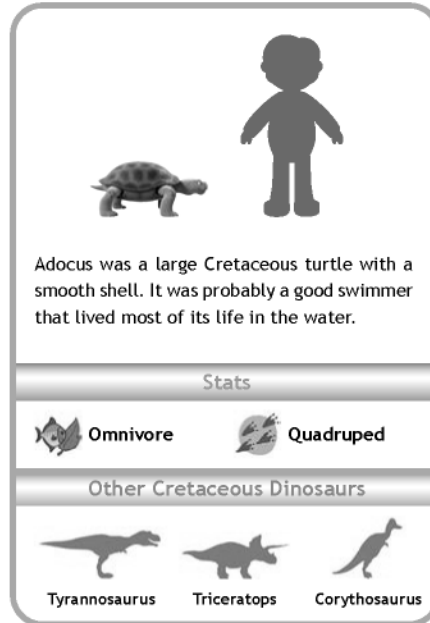 Adocus was a large Cretaceous turtle with a
smooth shell. It was probably a good swimmer
that lived most of its life in the water.
Stats
Omnivore Quadruped
Other Cretaceous Dinosaurs
Tyrannosaurus Triceratops Corythosaurus